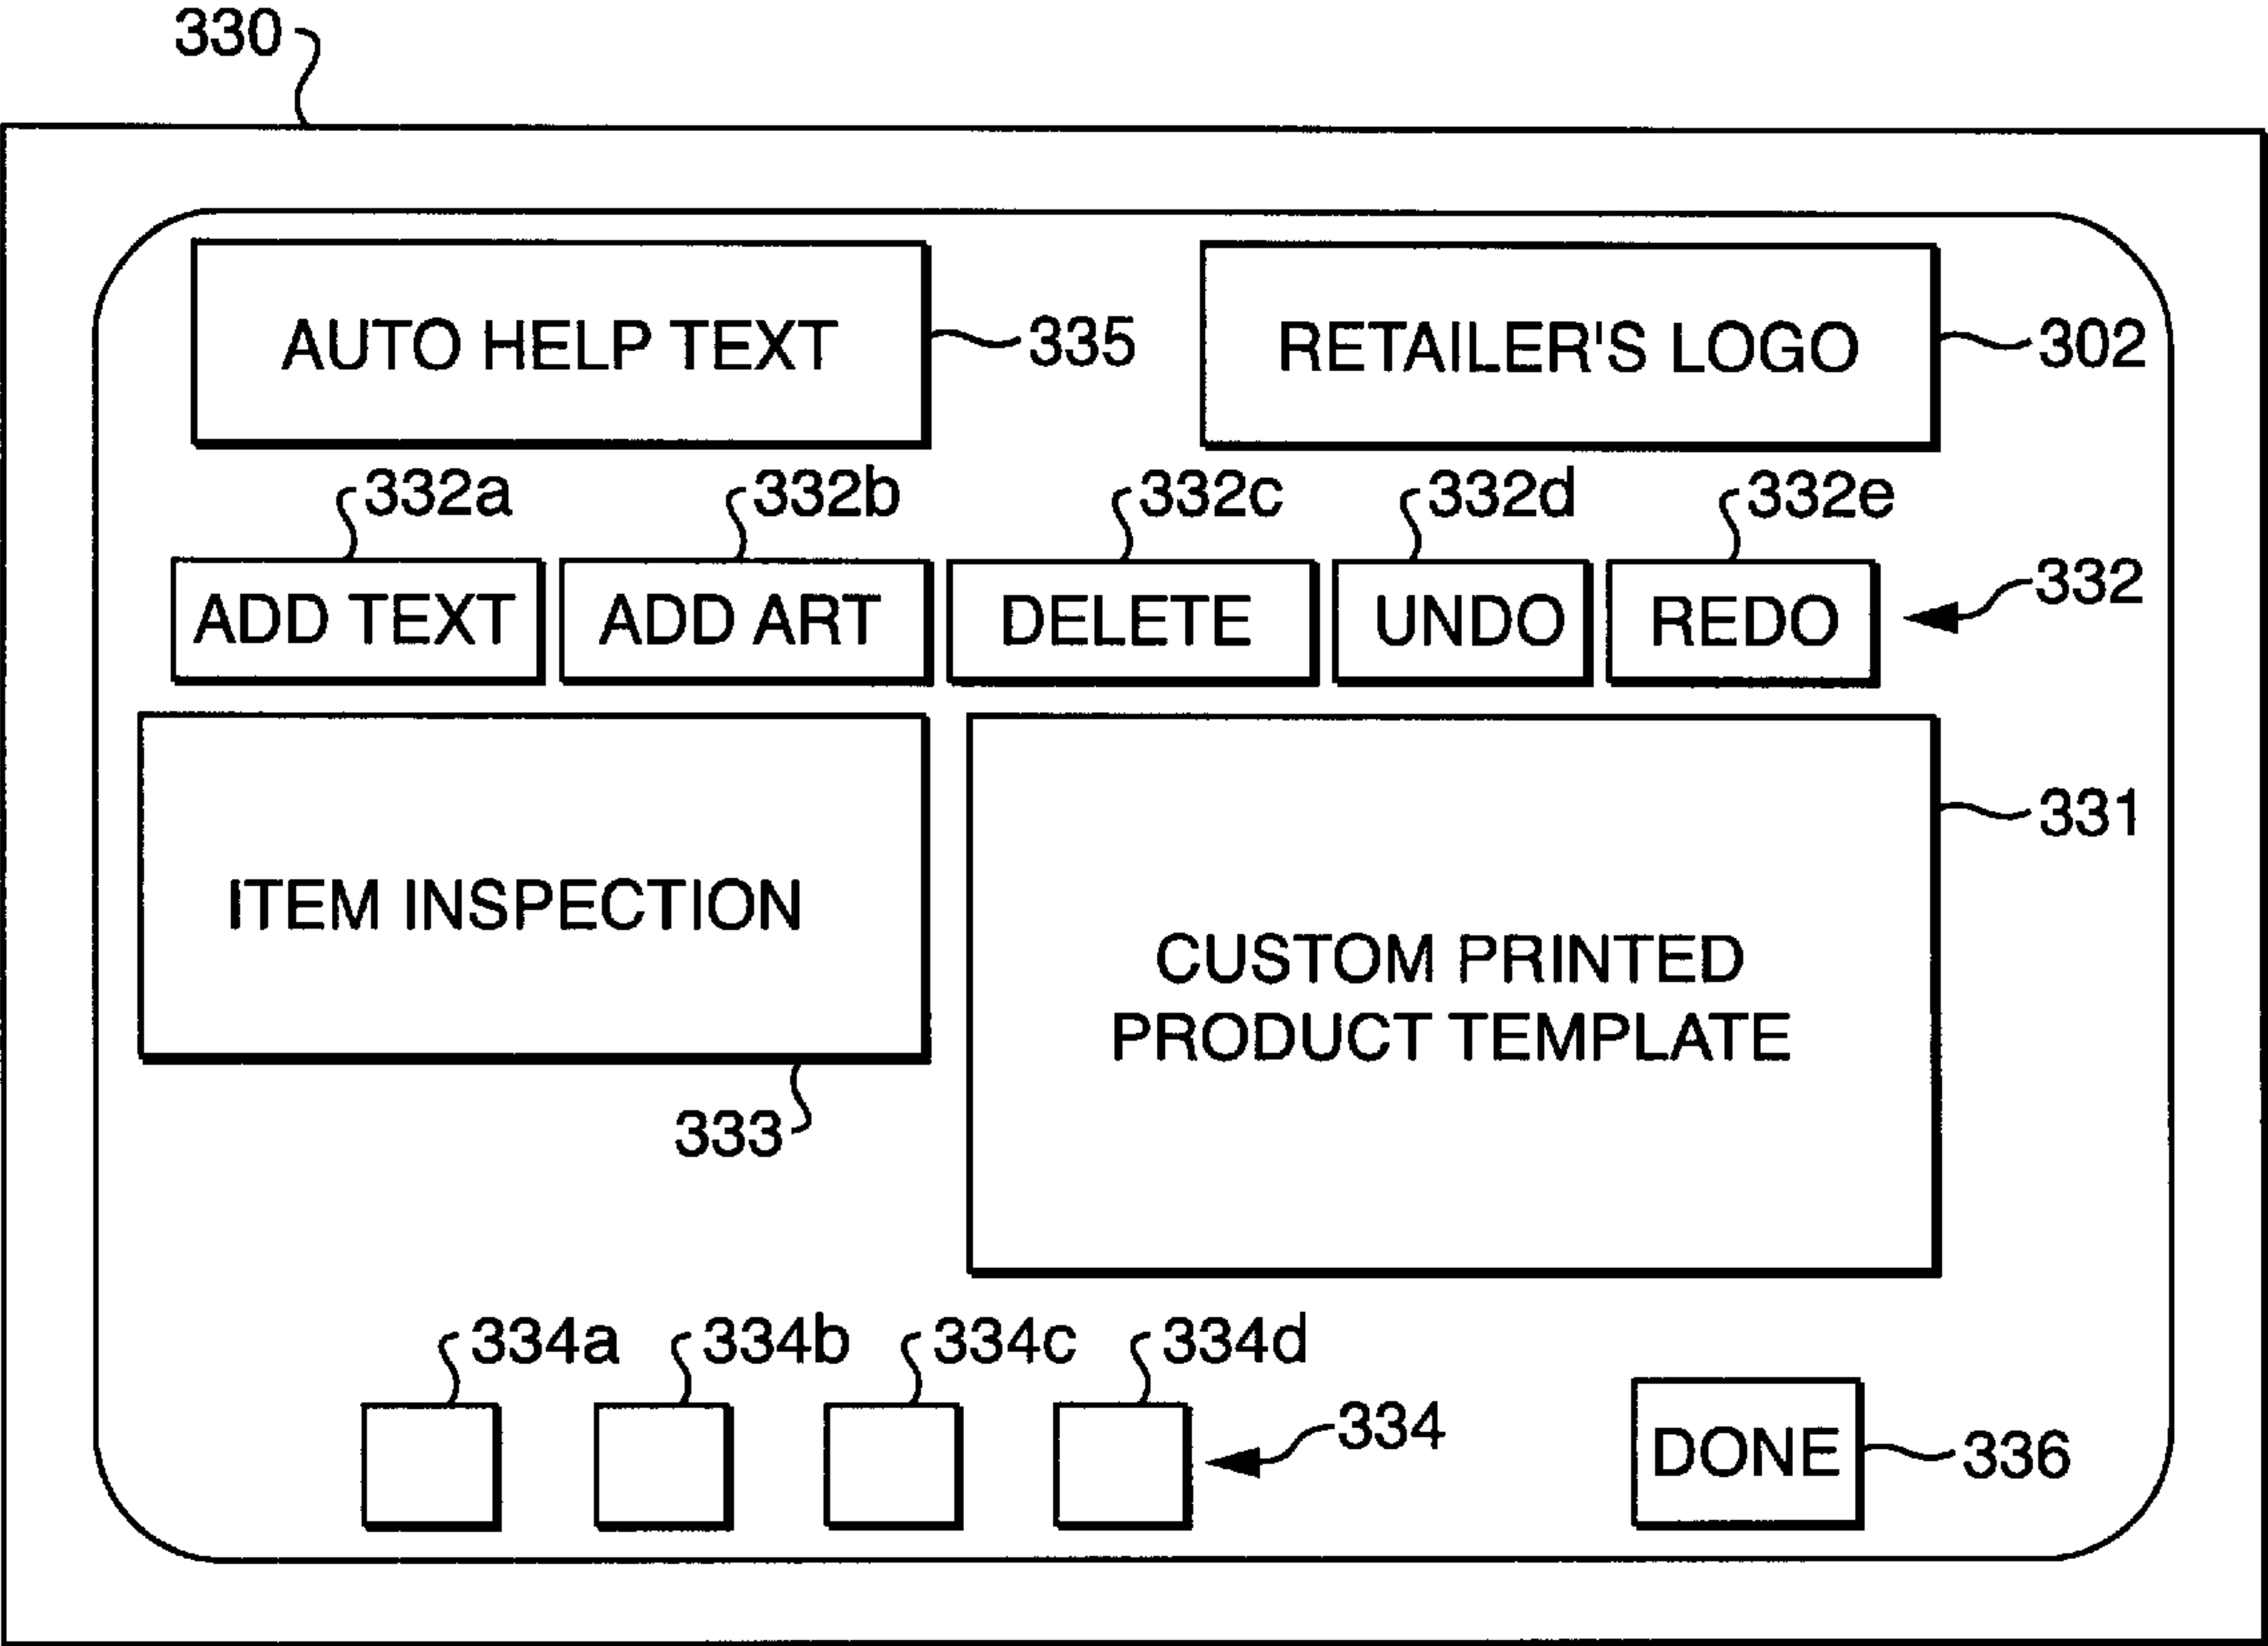 330
AUTO HELP TEXT
335
RETAILER'S LOGO
302
332a
332b
332c
332d
332e
ADD TEXT
ADD ART
DELETE
UNDO
REDO
332
ITEM INSPECTION
333
CUSTOM PRINTED
PRODUCT TEMPLATE
331
334a
334b
334c
334d
334
DONE
336